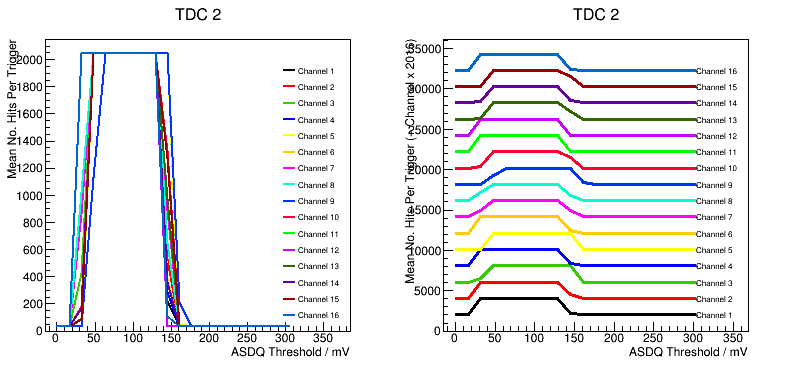 TDC 2
Mean No. Hits Per Trigger
2000
1800
1600
1400
1200
1000
800
600
400
200
0
0 50 100 150 200 250 300 350
ASDQ Threshold / mV
Channel 1
Channel 2
Channel 3
Channel 4
Channel 5
Channel 6
Channel 7
Channel 8
Channel 9
Channel 10
Channel 11
Channel 12
Channel 13
Channel 14
Channel 15
Channel 16
TDC 2
Mean No. Hits Per Trigger (+ Channel x
35000
30000
25000
20000
15000
10000
5000
0
0 50 100 150 200 250 300 350
ASDQ Threshold / mV
Channel 16
Channel 15
Channel 14
Channel 13
Channel 12
Channel 11
Channel 10
Channel 9
Channel 8
Channel 7
Channel 6
Channel 5
Channel 4
Channel 3
Channel 2
Channel 1